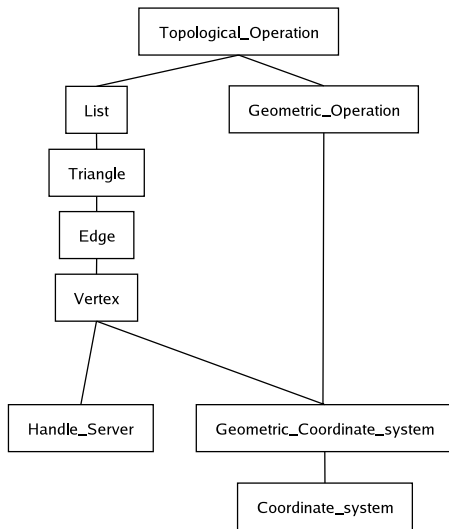 Topological_Operation
List
Geometric_Operation
Triangle
Edge
Vertex
Handle_Server
Geometric_Coordinate_system
Coordinate_system